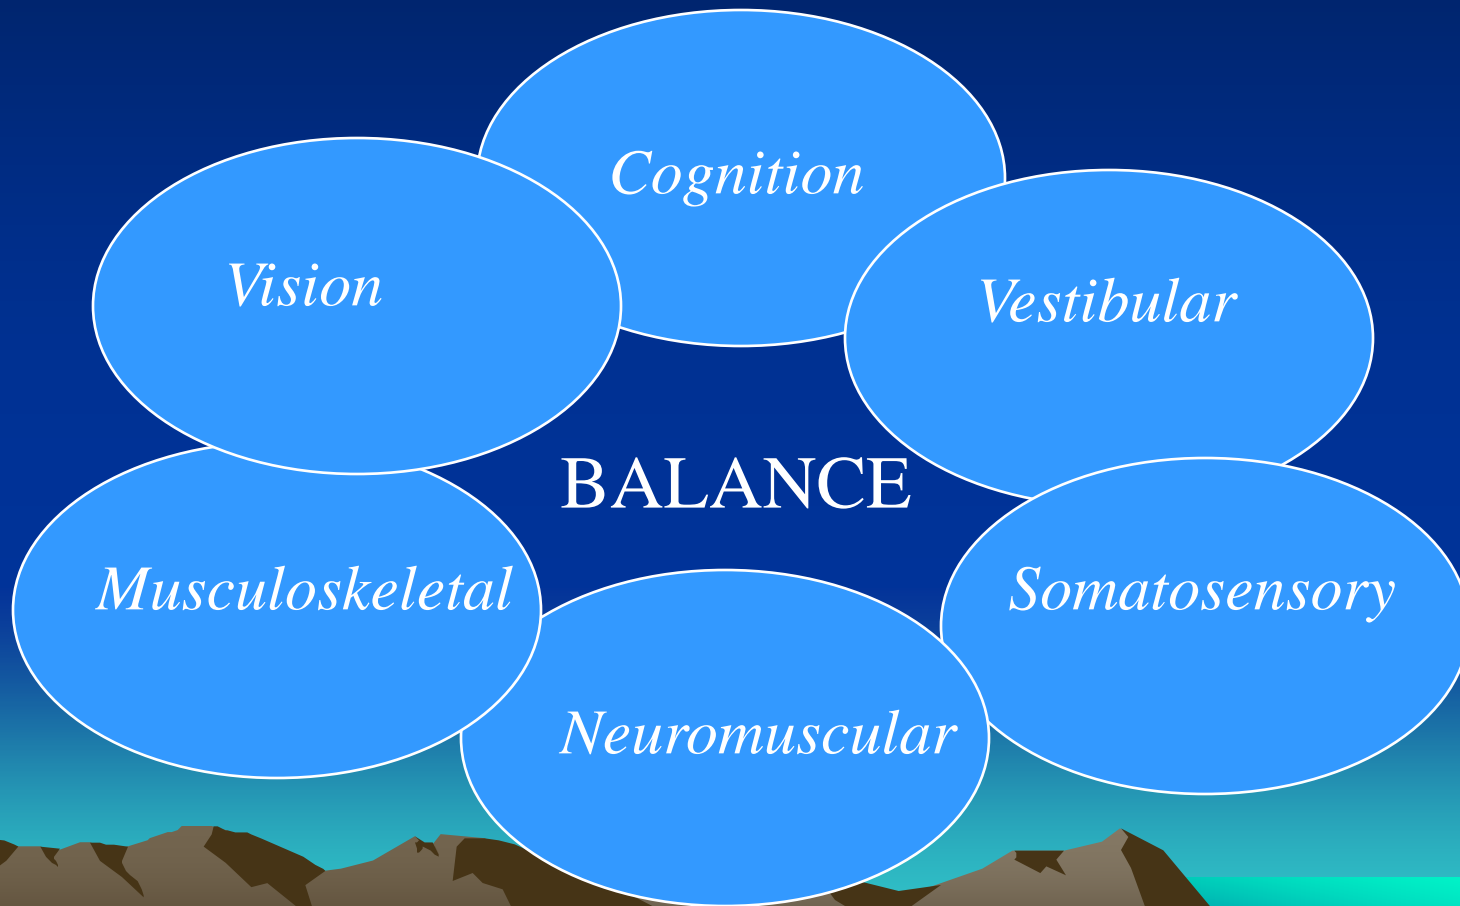 Cognition
Vision
Vestibular
BALANCE
Musculoskeletal
Somatosensory
Neuromuscular